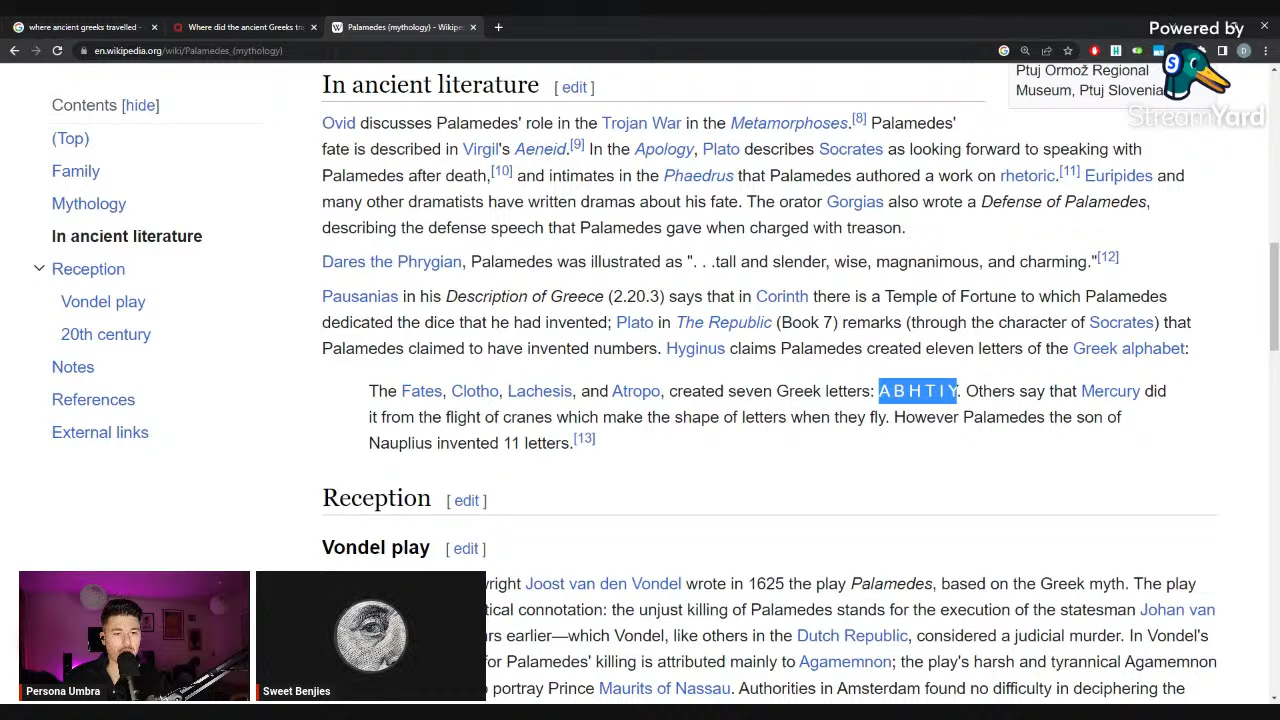 where ancient greeks travelled -
Where did the ancient Greeks tr
Palamedes (mythology) - Wikipe
Powered by
en.wikipedia.org/wiki/Palamedes_(mythology)
StreamYard
Ptuj Ormož Regional
Museum, Ptuj Slovenia
Contents [hide]
(Top)
Family
Mythology
In ancient literature
Reception
Vondel play
20th century
Notes
References
External links
In ancient literature [ edit ]
Ovid discusses Palamedes' role in the Trojan War in the Metamorphoses.[8] Palamedes'
fate is described in Virgil's Aeneid.[9] In the Apology, Plato describes Socrates as looking forward to speaking with
Palamedes after death,[10] and intimates in the Phaedrus that Palamedes authored a work on rhetoric.[11] Euripides and
many other dramatists have written dramas about his fate. The orator Gorgias also wrote a Defense of Palamedes,
describing the defense speech that Palamedes gave when charged with treason.
Dares the Phrygian, Palamedes was illustrated as ". . .tall and slender, wise, magnanimous, and charming."[12]
Pausanias in his Description of Greece (2.20.3) says that in Corinth there is a Temple of Fortune to which Palamedes
dedicated the dice that he had invented; Plato in The Republic (Book 7) remarks (through the character of Socrates) that
Palamedes claimed to have invented numbers. Hyginus claims Palamedes created eleven letters of the Greek alphabet:
The Fates, Clotho, Lachesis, and Atropo, created seven Greek letters: A B H T I Y. Others say that Mercury did
it from the flight of cranes which make the shape of letters when they fly. However Palamedes the son of
Nauplius invented 11 letters.[13]
Reception [ edit ]
Vondel play [ edit ]
wright Joost van den Vondel wrote in 1625 the play Palamedes, based on the Greek myth. The play
tical connotation: the unjust killing of Palamedes stands for the execution of the statesman Johan van
rs earlier—which Vondel, like others in the Dutch Republic, considered a judicial murder. In Vondel's
for Palamedes' killing is attributed mainly to Agamemnon; the play's harsh and tyrannical Agamemnon
portray Prince Maurits of Nassau. Authorities in Amsterdam found no difficulty in deciphering the
Persona Umbra
Sweet Benjies